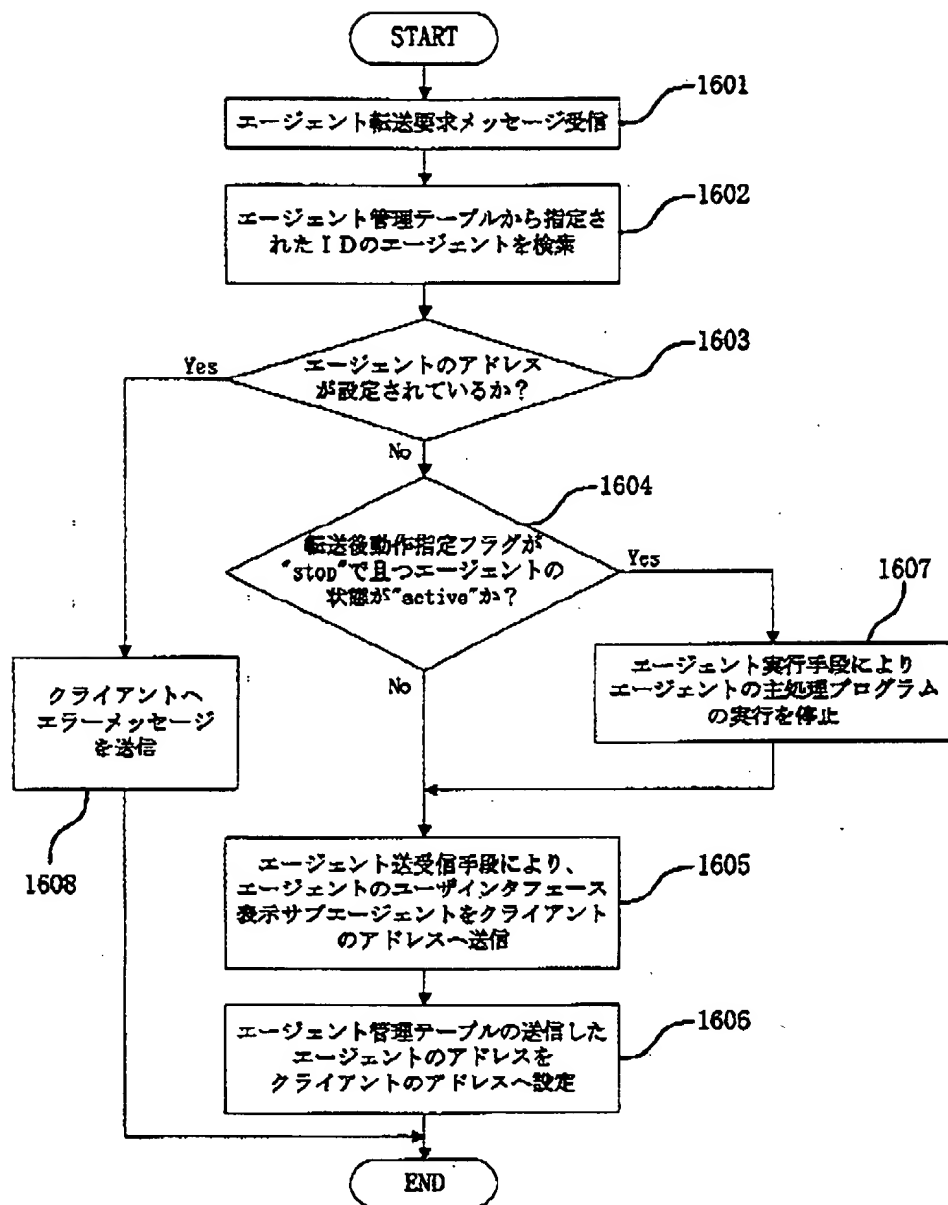 START
1601
エージェント転送要求メッセージ受信
1602
エージェント管理テーブルから指定さ
れたＩＤのエージェントを検索
1603
Yes
エージェントのアドレス
が設定されているか？
No
1604
転送後動作指定フラグが
"stop"で且つエージェントの
状態が"active"か？
Yes
1607
No
エージェント実行手段により
エージェントの主処理プログラム
の実行を停止
クライアントへ
エラーメッセージ
を送信
1608
エージェント送受信手段により、
エージェントのユーザインタフェース
表示サブエージェントをクライアント
のアドレスへ送信
1605
エージェント管理テーブルの送信した
エージェントのアドレスを
クライアントのアドレスへ設定
1606
END